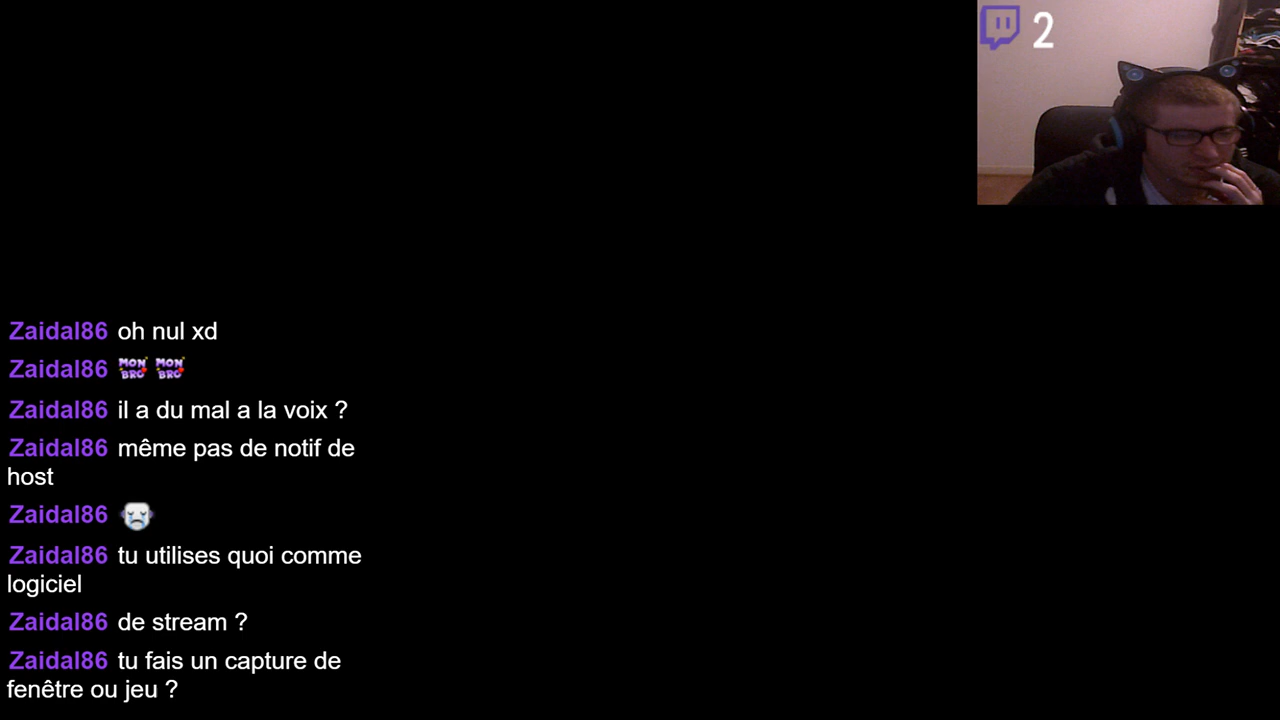 2
Zaidal86 oh nul xd
Zaidal86 MON BRO MON BRO
Zaidal86 il a du mal a la voix ?
Zaidal86 même pas de notif de
host
Zaidal86
Zaidal86 tu utilises quoi comme
logiciel
Zaidal86 de stream ?
Zaidal86 tu fais un capture de
fenêtre ou jeu ?